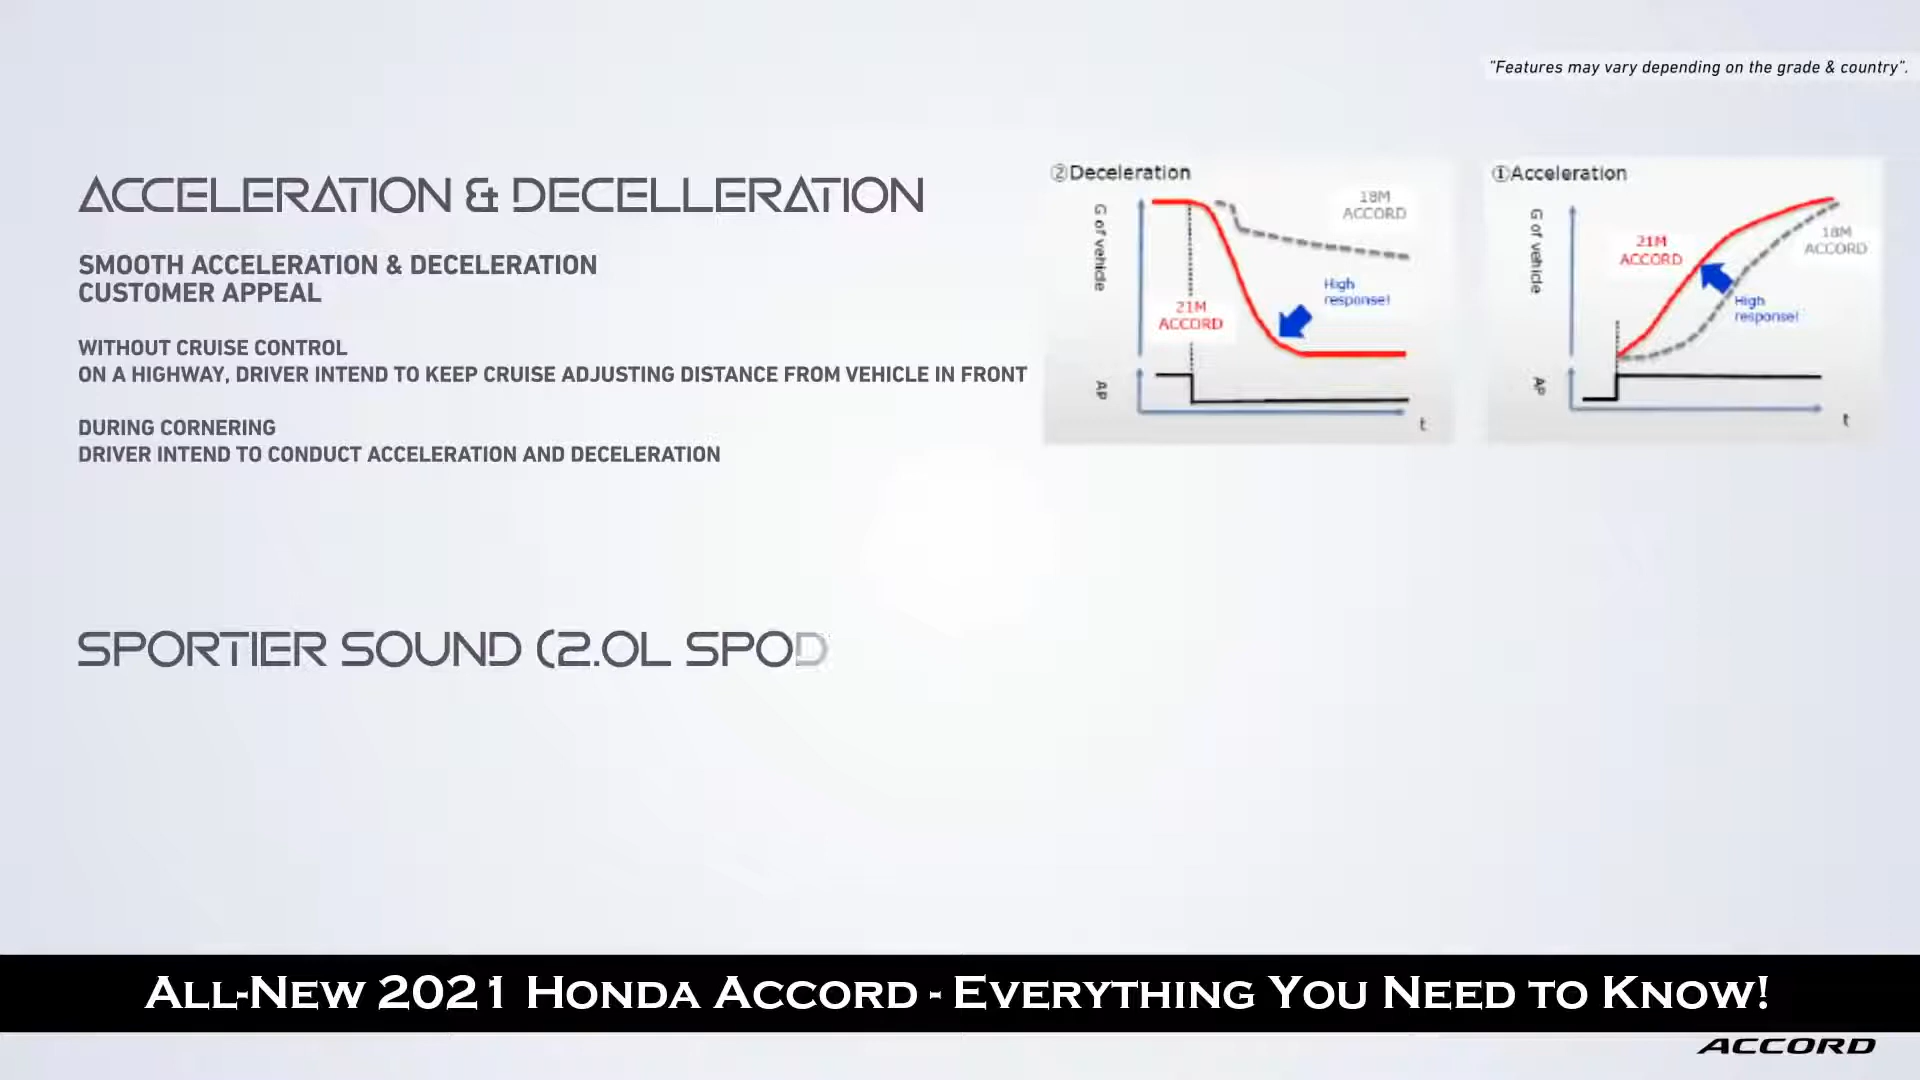 "Features may vary depending on the grade & country".
ACCELERATION & DECELLERATION
SMOOTH ACCELERATION & DECELERATION
CUSTOMER APPEAL
WITHOUT CRUISE CONTROL
ON A HIGHWAY, DRIVER INTEND TO KEEP CRUISE ADJUSTING DISTANCE FROM VEHICLE IN FRONT
DURING CORNERING
DRIVER INTEND TO CONDUCT ACCELERATION AND DECELERATION
②Deceleration
G of vehicle
18M
ACCORD
High
response!
21M
ACCORD
AP
t
①Acceleration
G of vehicle
21M
ACCORD
18M
ACCORD
High
response!
AP
t
SPORTIER SOUND (2.0L SPO
All-New 2021 Honda Accord - Everything You Need to Know!
ACCORD